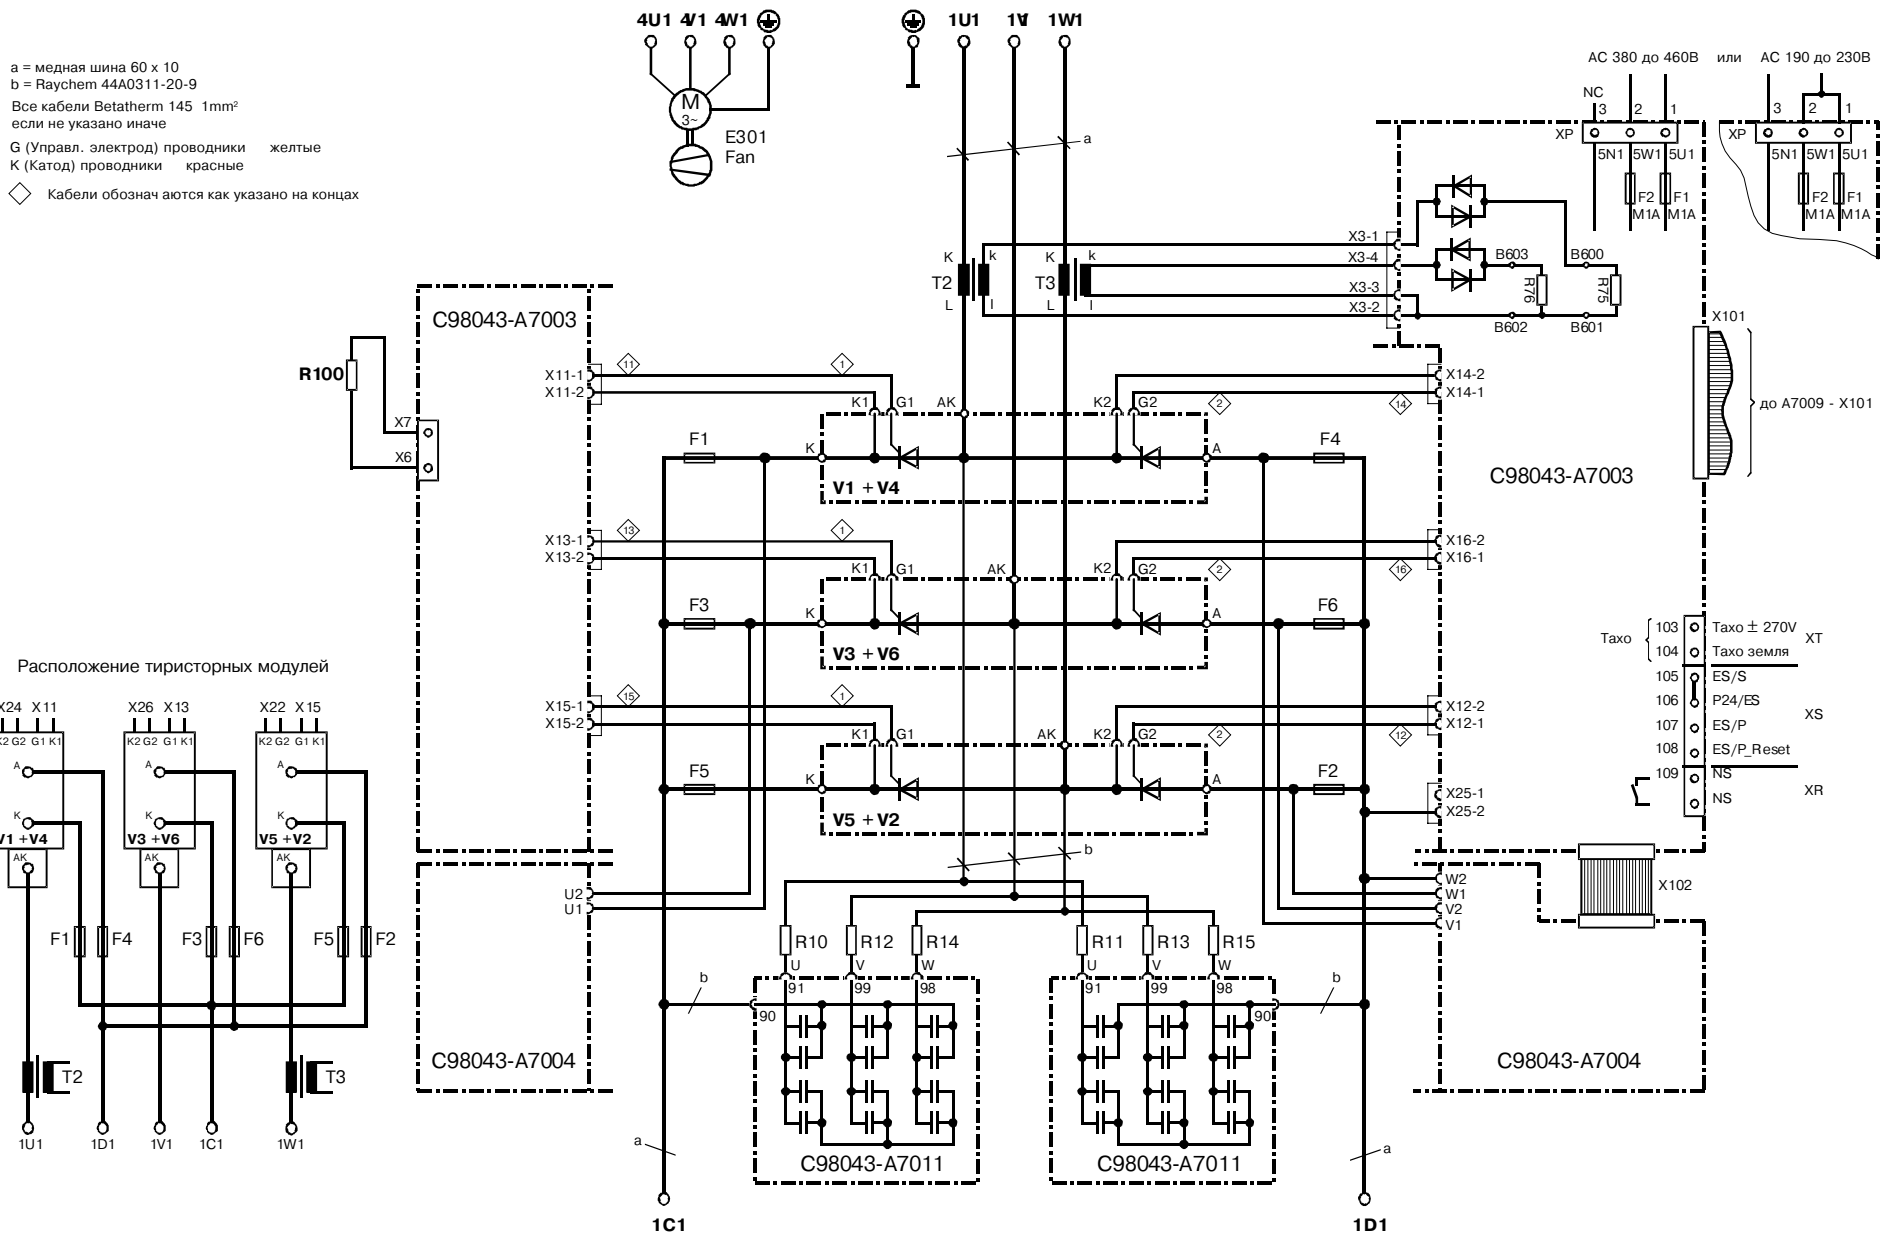 4U1 4V1 4W1
1U1 1V 1W1
a = медная шина 60 x 10
b = Raychem 44A0311-20-9
Все кабели Betatherm 145 1mm²
если не указано иначе
G (Управл. электрод) проводники желтые
K (Катод) проводники красные
Кабели обознач аются как указано на концах
M
3~
E301
Fan
a
AC 380 до 460В или AC 190 до 230В
NC
3 2 1
3 2 1
XP
XP
5N1 5W1 5U1
5N1 5W1 5U1
F2 F1
M1A M1A
F2 F1
M1A M1A
X3-1
X3-4
X3-3
X3-2
B603 B600
R76 R75
B602 B601
K k
T2
L l
K k
T3
L l
C98043-A7003
R100
X7
X6
X101
до A7009 - X101
C98043-A7003
X11-1
X11-2
11 1
K1 G1 AK K2 G2
2 14
X14-2
X14-1
F1 K A F4
V1 + V4
X13-1
X13-2
13 1
K1 G1 AK K2 G2
2 16
X16-2
X16-1
F3 K A F6
V3 + V6
X15-1
X15-2
15 1
K1 G1 AK K2 G2
2 12
X12-2
X12-1
F5 K A F2
V5 + V2
X25-1
X25-2
Тахо
103 Тахо ± 270V XT
104 Тахо земля
105 ES/S
106 P24/ES XS
107 ES/P
108 ES/P_Reset
109 NS XR
NS
Расположение тиристорных модулей
X24 X11 X26 X13 X22 X15
K2 G2 G1 K1 K2 G2 G1 K1 K2 G2 G1 K1
A A A
K K K
V1 +V4 V3 +V6 V5 +V2
AK AK AK
F1 F4 F3 F6 F5 F2
T2 T3
1U1 1D1 1V1 1C1 1W1
U2
U1
b
W2
W1
V2
V1
X102
R10 R12 R14 R11 R13 R15
U V W U V W
91 99 98 91 99 98
b 90 90 b
C98043-A7004
C98043-A7004
C98043-A7011
C98043-A7011
a a
1C1 1D1